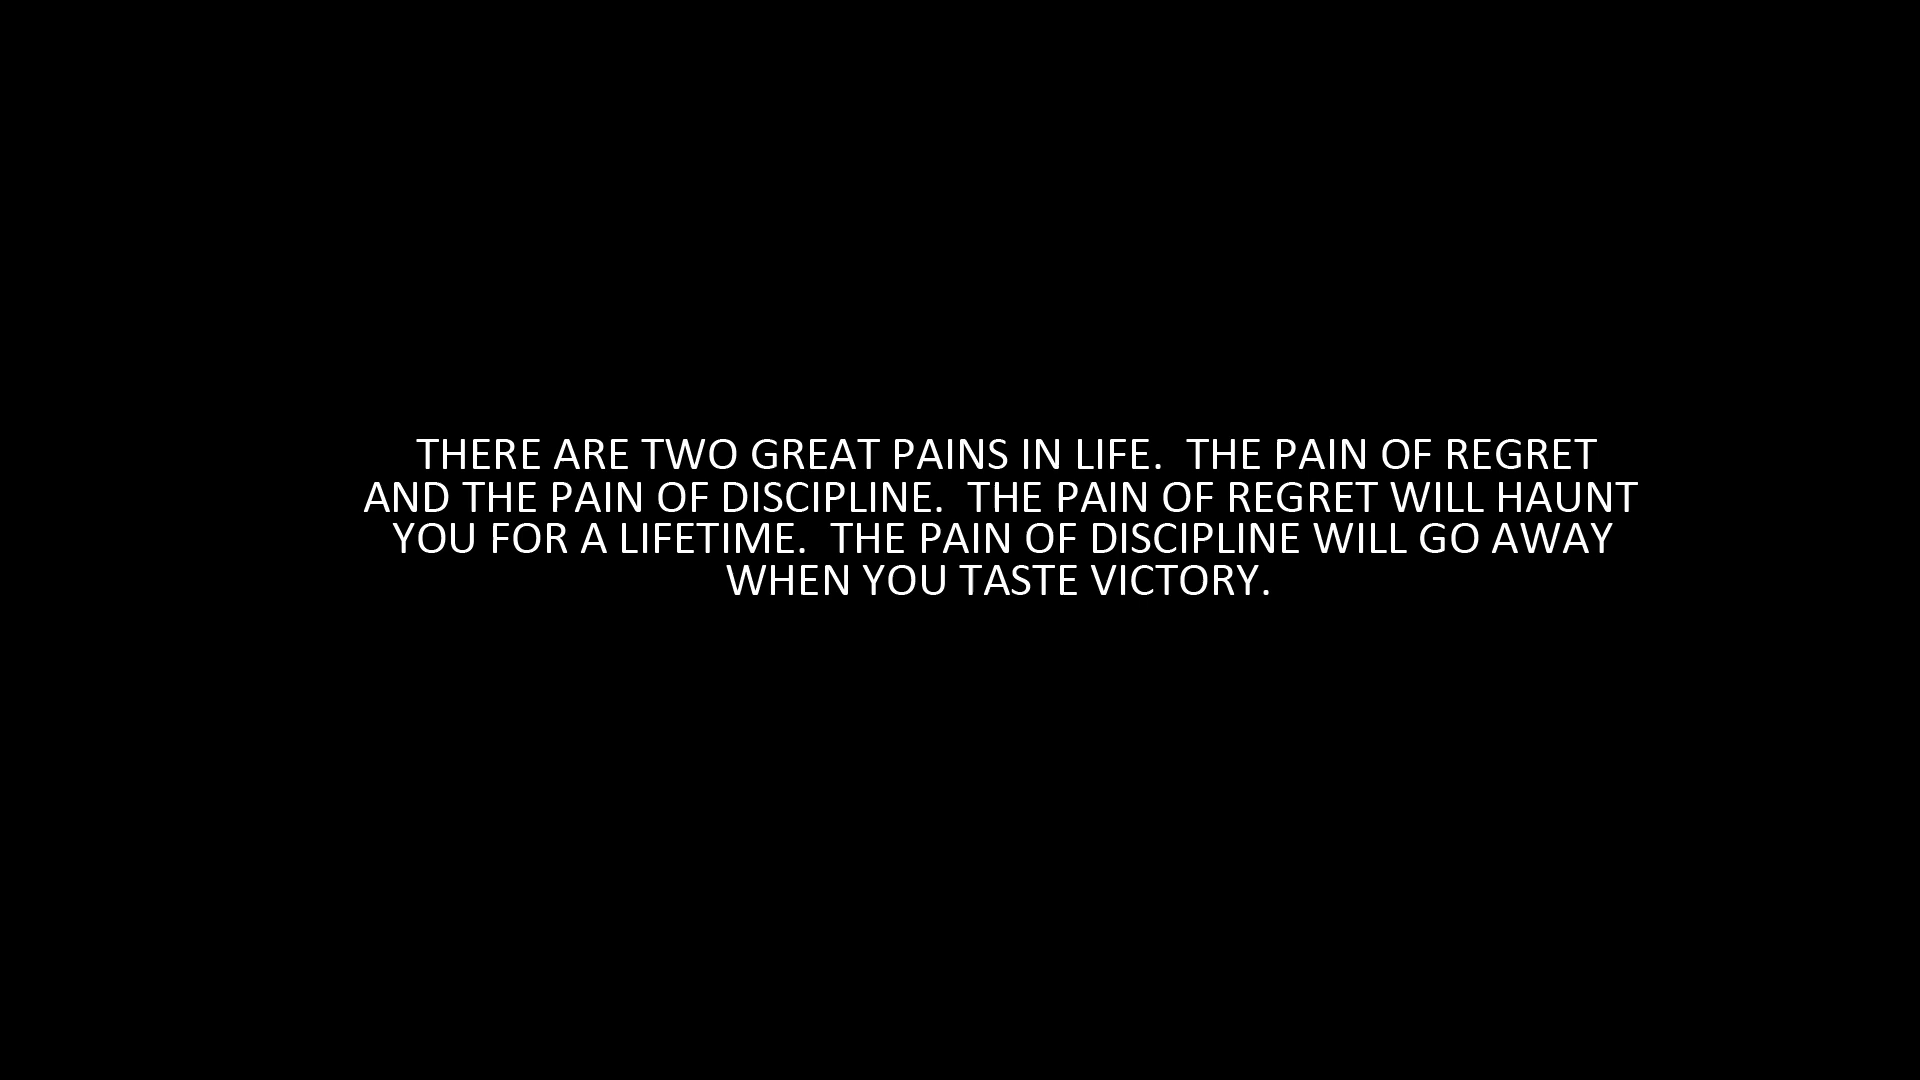 THERE ARE TWO GREAT PAINS IN LIFE.  THE PAIN OF REGRET
AND THE PAIN OF DISCIPLINE.  THE PAIN OF REGRET WILL HAUNT
YOU FOR A LIFETIME.  THE PAIN OF DISCIPLINE WILL GO AWAY
WHEN YOU TASTE VICTORY.